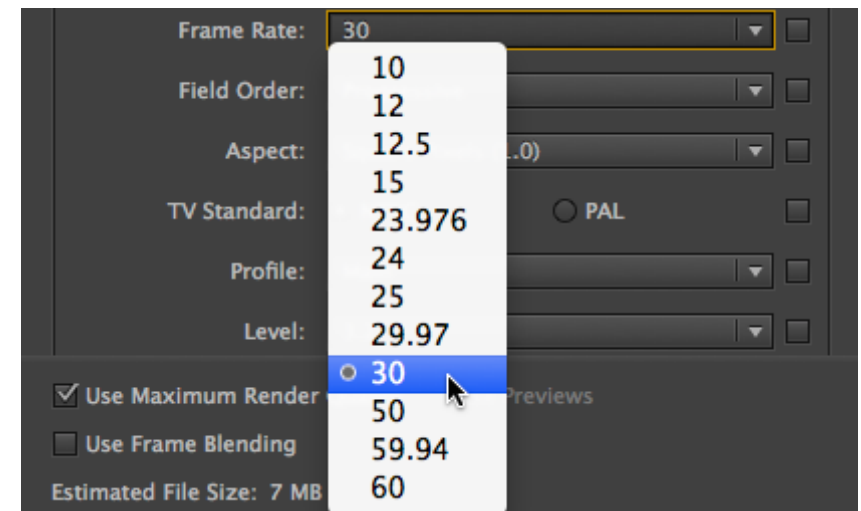 Frame Rate: 30
10
Field Order:
12
Aspect: 12.5 .0)
15
TV Standard: 23.976 PAL
24
Profile:
25
Level: 29.97
30
Use Maximum Render Previews
50
Use Frame Blending 59.94
Estimated File Size: 7 MB 60